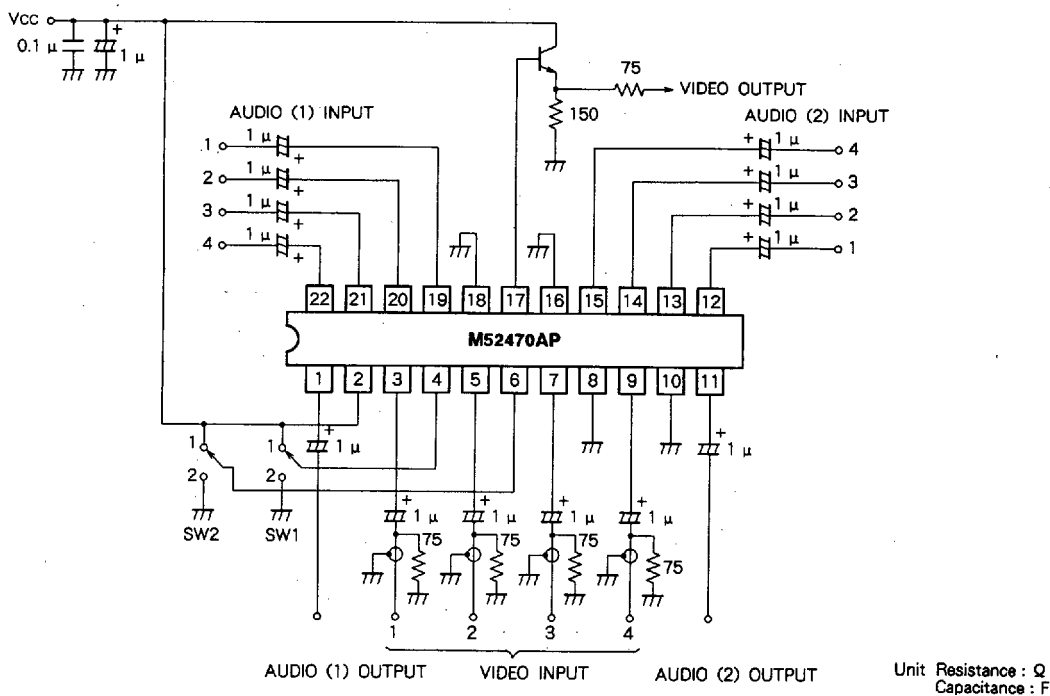 VCC
0.1 μ
+
1 μ
75
VIDEO OUTPUT
150
AUDIO (1) INPUT
AUDIO (2) INPUT
1 1 μ +
2 1 μ +
3 1 μ +
4 1 μ +
+ 1 μ 4
+ 1 μ 3
+ 1 μ 2
+ 1 μ 1
22 21 20 19 18 17 16 15 14 13 12
M52470AP
1 2 3 4 5 6 7 8 9 10 11
1 2 SW2
1 2 SW1
+ 1 μ
+ 1 μ
+ 1 μ 75
+ 1 μ 75
+ 1 μ 75
+ 1 μ 75
1 2 3 4
AUDIO (1) OUTPUT VIDEO INPUT AUDIO (2) OUTPUT
Unit Resistance : Ω
Capacitance : F